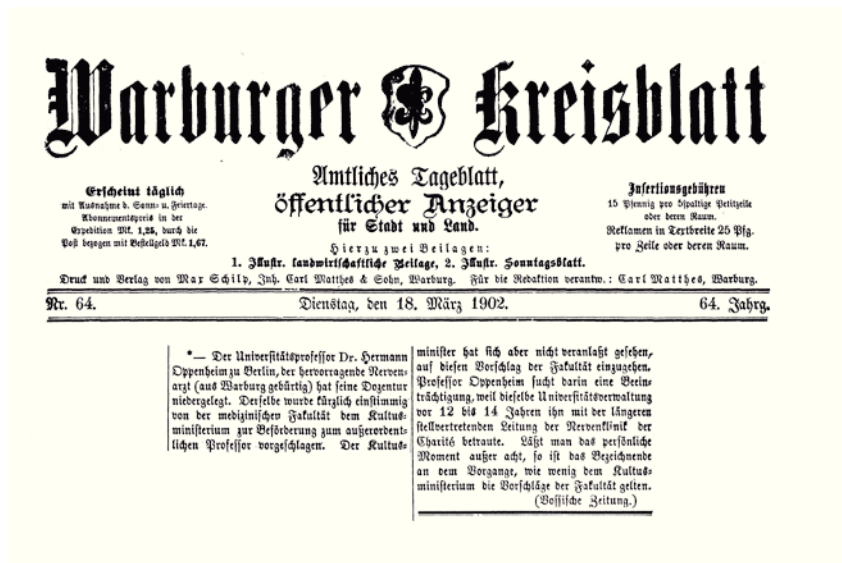 Warburger Kreisblatt
Amtliches Tageblatt,
öffentlicher Anzeiger
für Stadt und Land.
Hierzu zwei Beilagen:
1. Illustr. landwirtschaftliche Beilage, 2. Illustr. Sonntagsblatt.
Erscheint täglich
mit Ausnahme d. Sonn- u. Feiertage.
Abonnementspreis in der
Expedition Mk. 1,25, durch die
Post bezogen mit Bestellgeld Mk. 1,67.
Insertionsgebühren
15 Pfennig pro 5spaltige Petitzeile
oder deren Raum.
Reklamen in Textbreite 25 Pfg.
pro Zeile oder deren Raum.
Druck und Verlag von Max Schilp, Inh. Carl Matthes & Sohn, Warburg. Für die Redaktion verantw.: Carl Matthes, Warburg.
Nr. 64. Dienstag, den 18. März 1902. 64. Jahrg.
*— Der Universitätsprofessor Dr. Hermann
Oppenheim zu Berlin, der hervorragende Nerven-
arzt (aus Warburg gebürtig) hat seine Dozentur
niedergelegt. Derselbe wurde kürzlich einstimmig
von der medizinischen Fakultät dem Kultus-
ministerium zur Beförderung zum außerordent-
lichen Professor vorgeschlagen. Der Kultus-
minister hat sich aber nicht veranlaßt gesehen,
auf diesen Vorschlag der Fakultät einzugehen.
Professor Oppenheim sucht darin eine Beein-
trächtigung, weil dieselbe Universitätsverwaltung
vor 12 bis 14 Jahren ihn mit der längeren
stellvertretenden Leitung der Nervenklinik der
Charité betraute. Läßt man das persönliche
Moment außer acht, so ist das Bezeichnende
an dem Vorgange, wie wenig dem Kultus-
ministerium die Vorschläge der Fakultät gelten.
(Vossische Zeitung.)